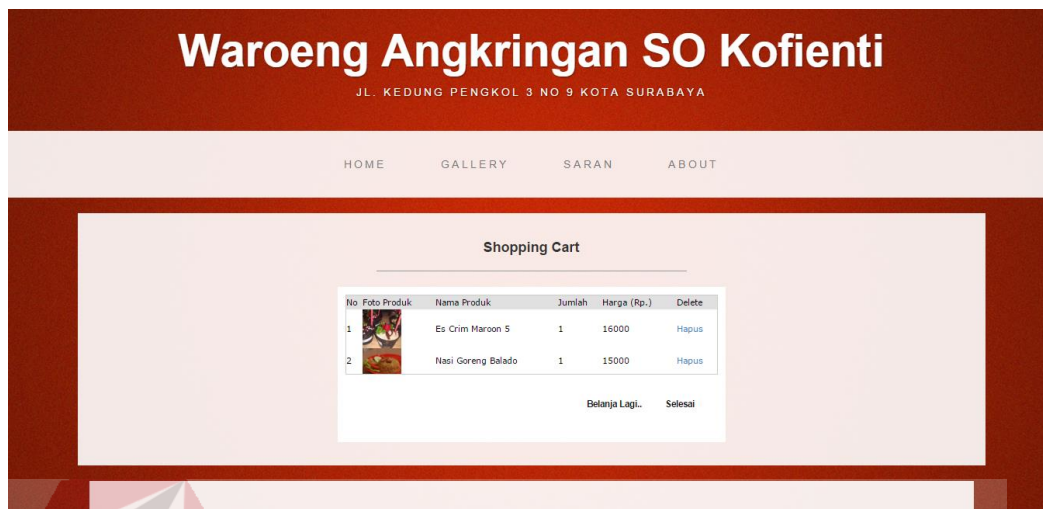 Waroeng Angkringan SO Kofienti
JL. KEDUNG PENGKOL 3 NO 9 KOTA SURABAYA
HOME GALLERY SARAN ABOUT
Shopping Cart
No Foto Produk Nama Produk Jumlah Harga (Rp.) Delete
1 Es Crim Maroon 5 1 16000 Hapus
2 Nasi Goreng Balado 1 15000 Hapus
Belanja Lagi.. Selesai